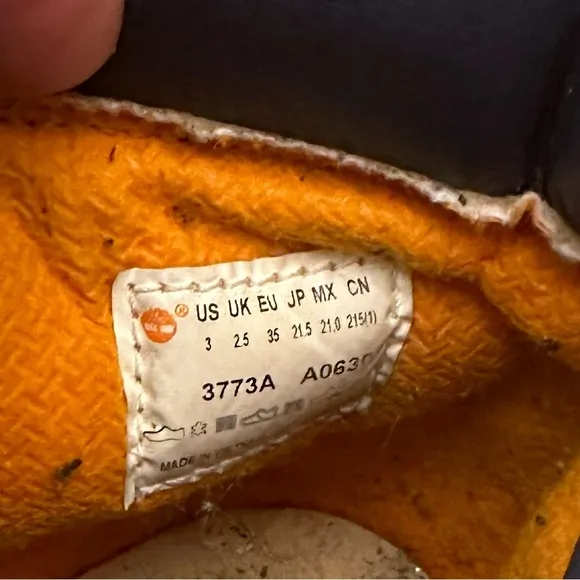 ® US UK EU JP MX CN
3 2.5 35 21.5 21.0 215(1)
3773A A063
MADE IN